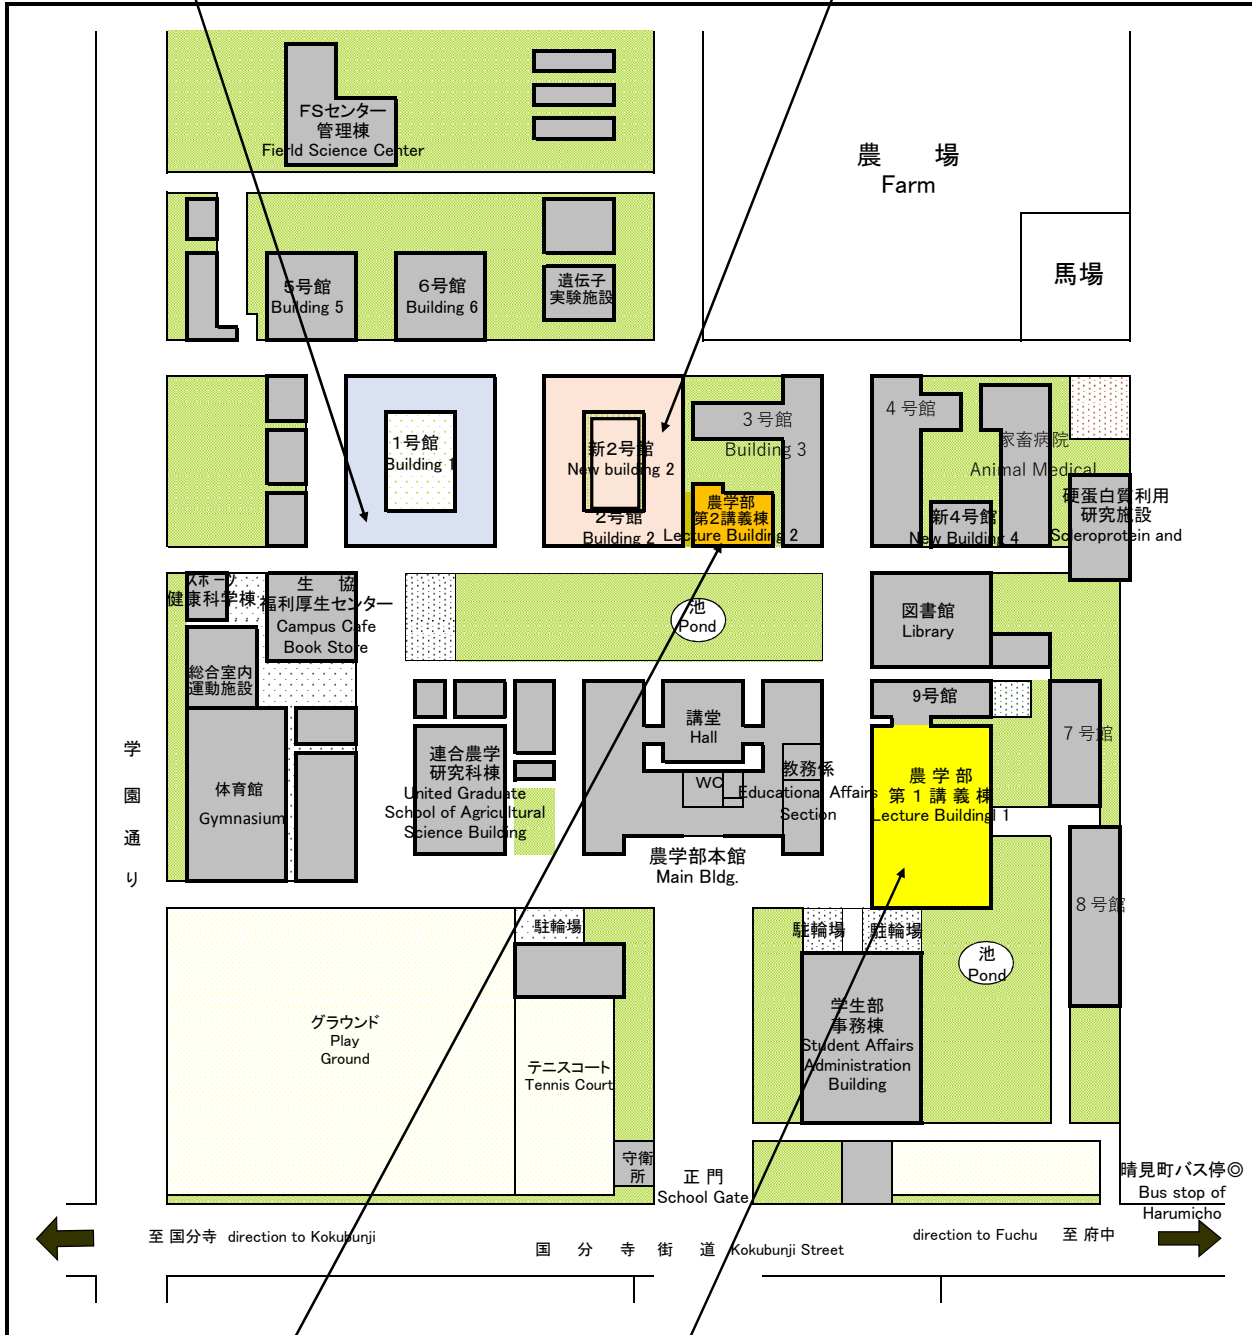 FSセンター
管理棟
Fierld Science Center
農　場
Farm
馬場
5号館
Building 5
6号館
Building 6
遺伝子
実験施設
1号館
Building 1
新2号館
New building 2
2号館
Building 2
3号館
Building 3
農学部
第2講義棟
Lecture Building 2
4号館
家畜病院
Animal Medical
新4号館
New Building 4
硬蛋白質利用
研究施設
Scleroprotein and
スポーツ
健康科学棟
生　協
福利厚生センター
Campus Cafe
Book Store
池
Pond
図書館
Library
総合室内
運動施設
体育館
Gymnasium
学園通り
連合農学
研究科棟
United Graduate
School of Agricultural
Science Building
講堂
Hall
WC
教務係
Educational Affairs
Section
農学部本館
Main Bldg.
9号館
農学部
第1講義棟
Lecture Buildingl 1
7号館
8号館
駐輪場
駐輪場
駐輪場
池
Pond
グラウンド
Play
Ground
テニスコート
Tennis Court
学生部
事務棟
Student Affairs
Administration
Building
守衛
所
正門
School Gate
晴見町バス停◎
Bus stop of
Harumicho
至 国分寺 direction to Kokubunji
国分寺街道 Kokubunji Street
direction to Fuchu 至 府中